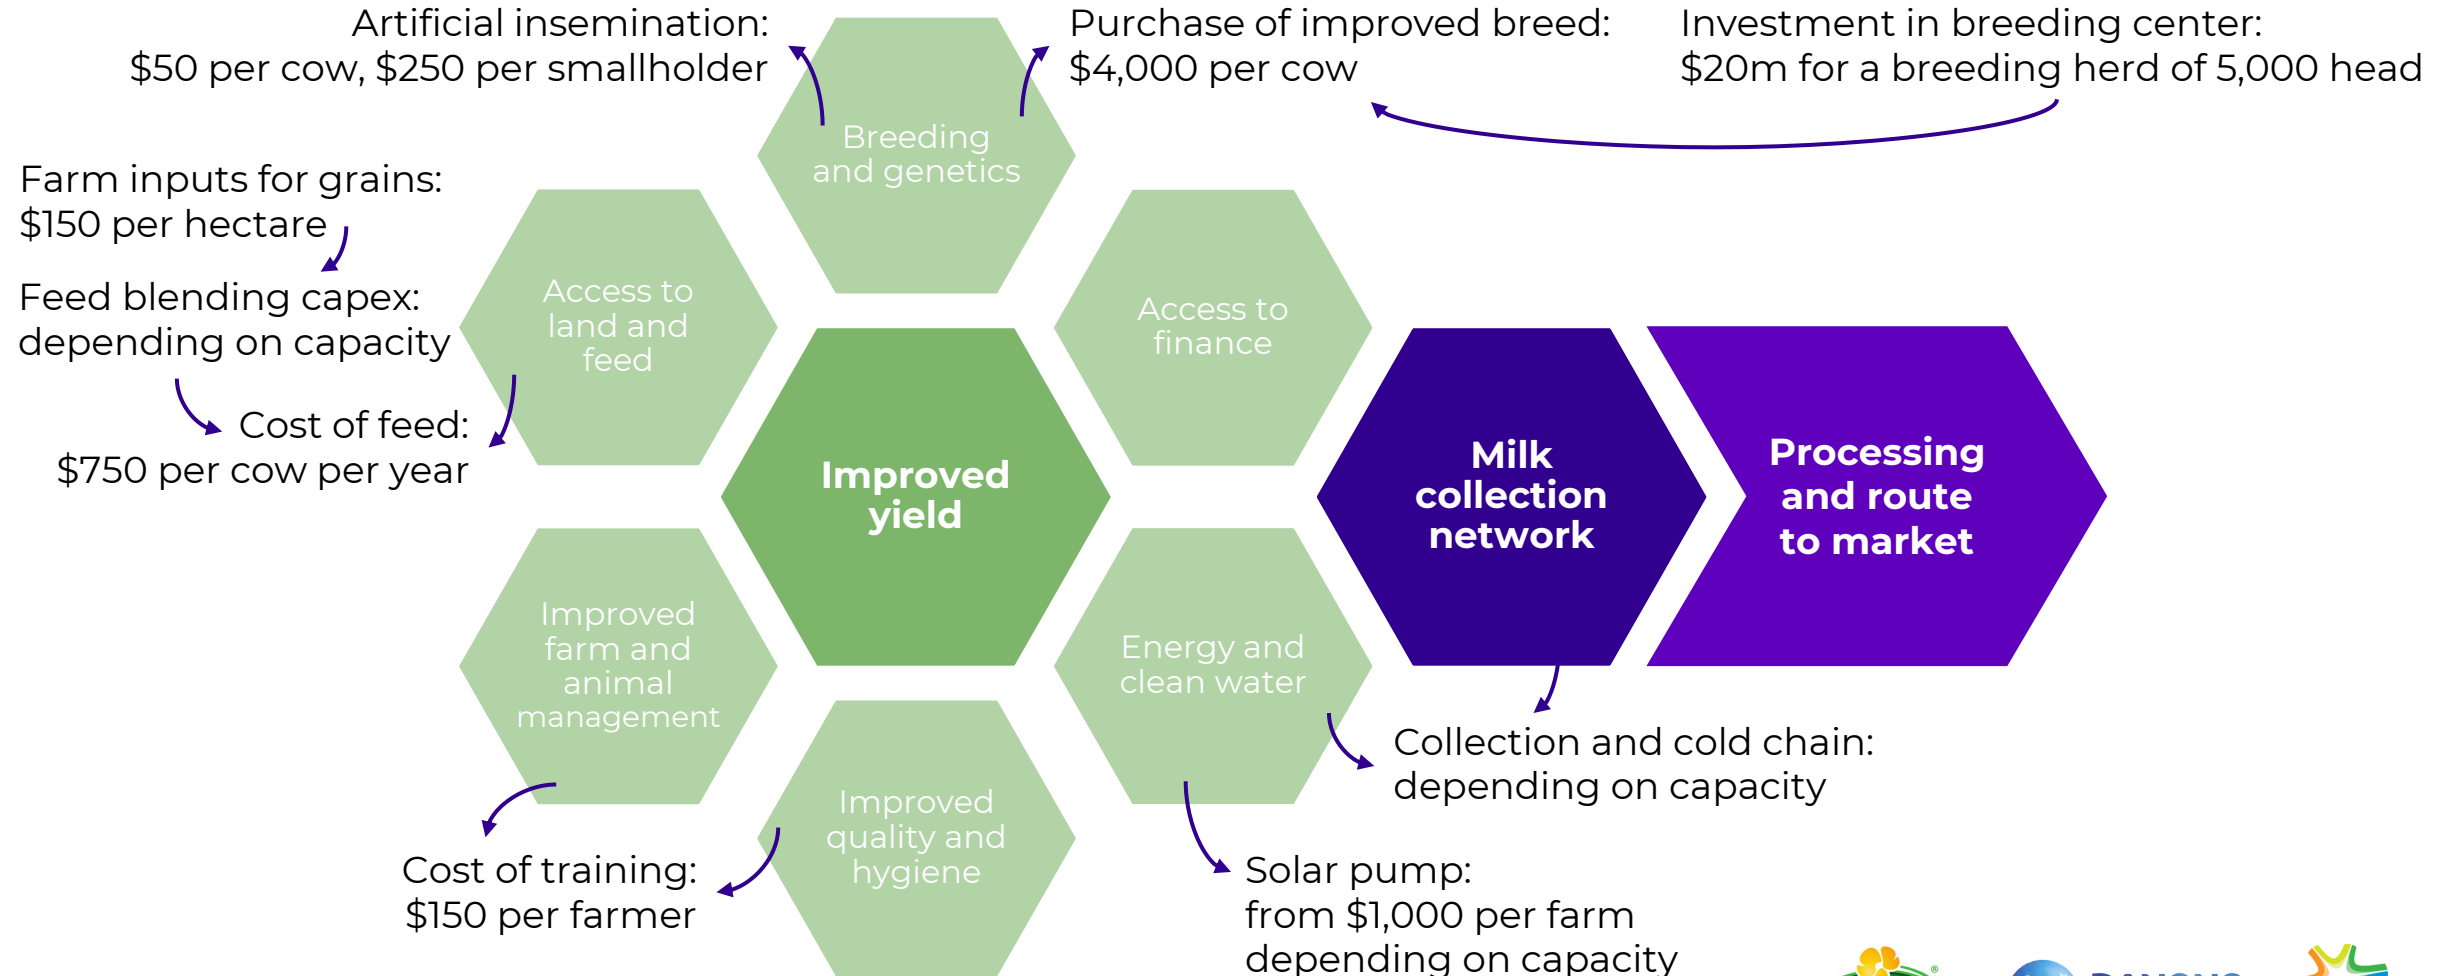 Artificial insemination:
$50 per cow, $250 per smallholder
Purchase of improved breed:
$4,000 per cow
Investment in breeding center:
$20m for a breeding herd of 5,000 head
Breeding
and genetics
Farm inputs for grains:
$150 per hectare
Feed blending capex:
depending on capacity
Cost of feed:
$750 per cow per year
Access to
land and
feed
Access to
finance
Improved
yield
Milk
collection
network
Processing
and route
to market
Improved
farm and
animal
management
Energy and
clean water
Improved
quality and
hygiene
Collection and cold chain:
depending on capacity
Cost of training:
$150 per farmer
Solar pump:
from $1,000 per farm
depending on capacity
DANONE